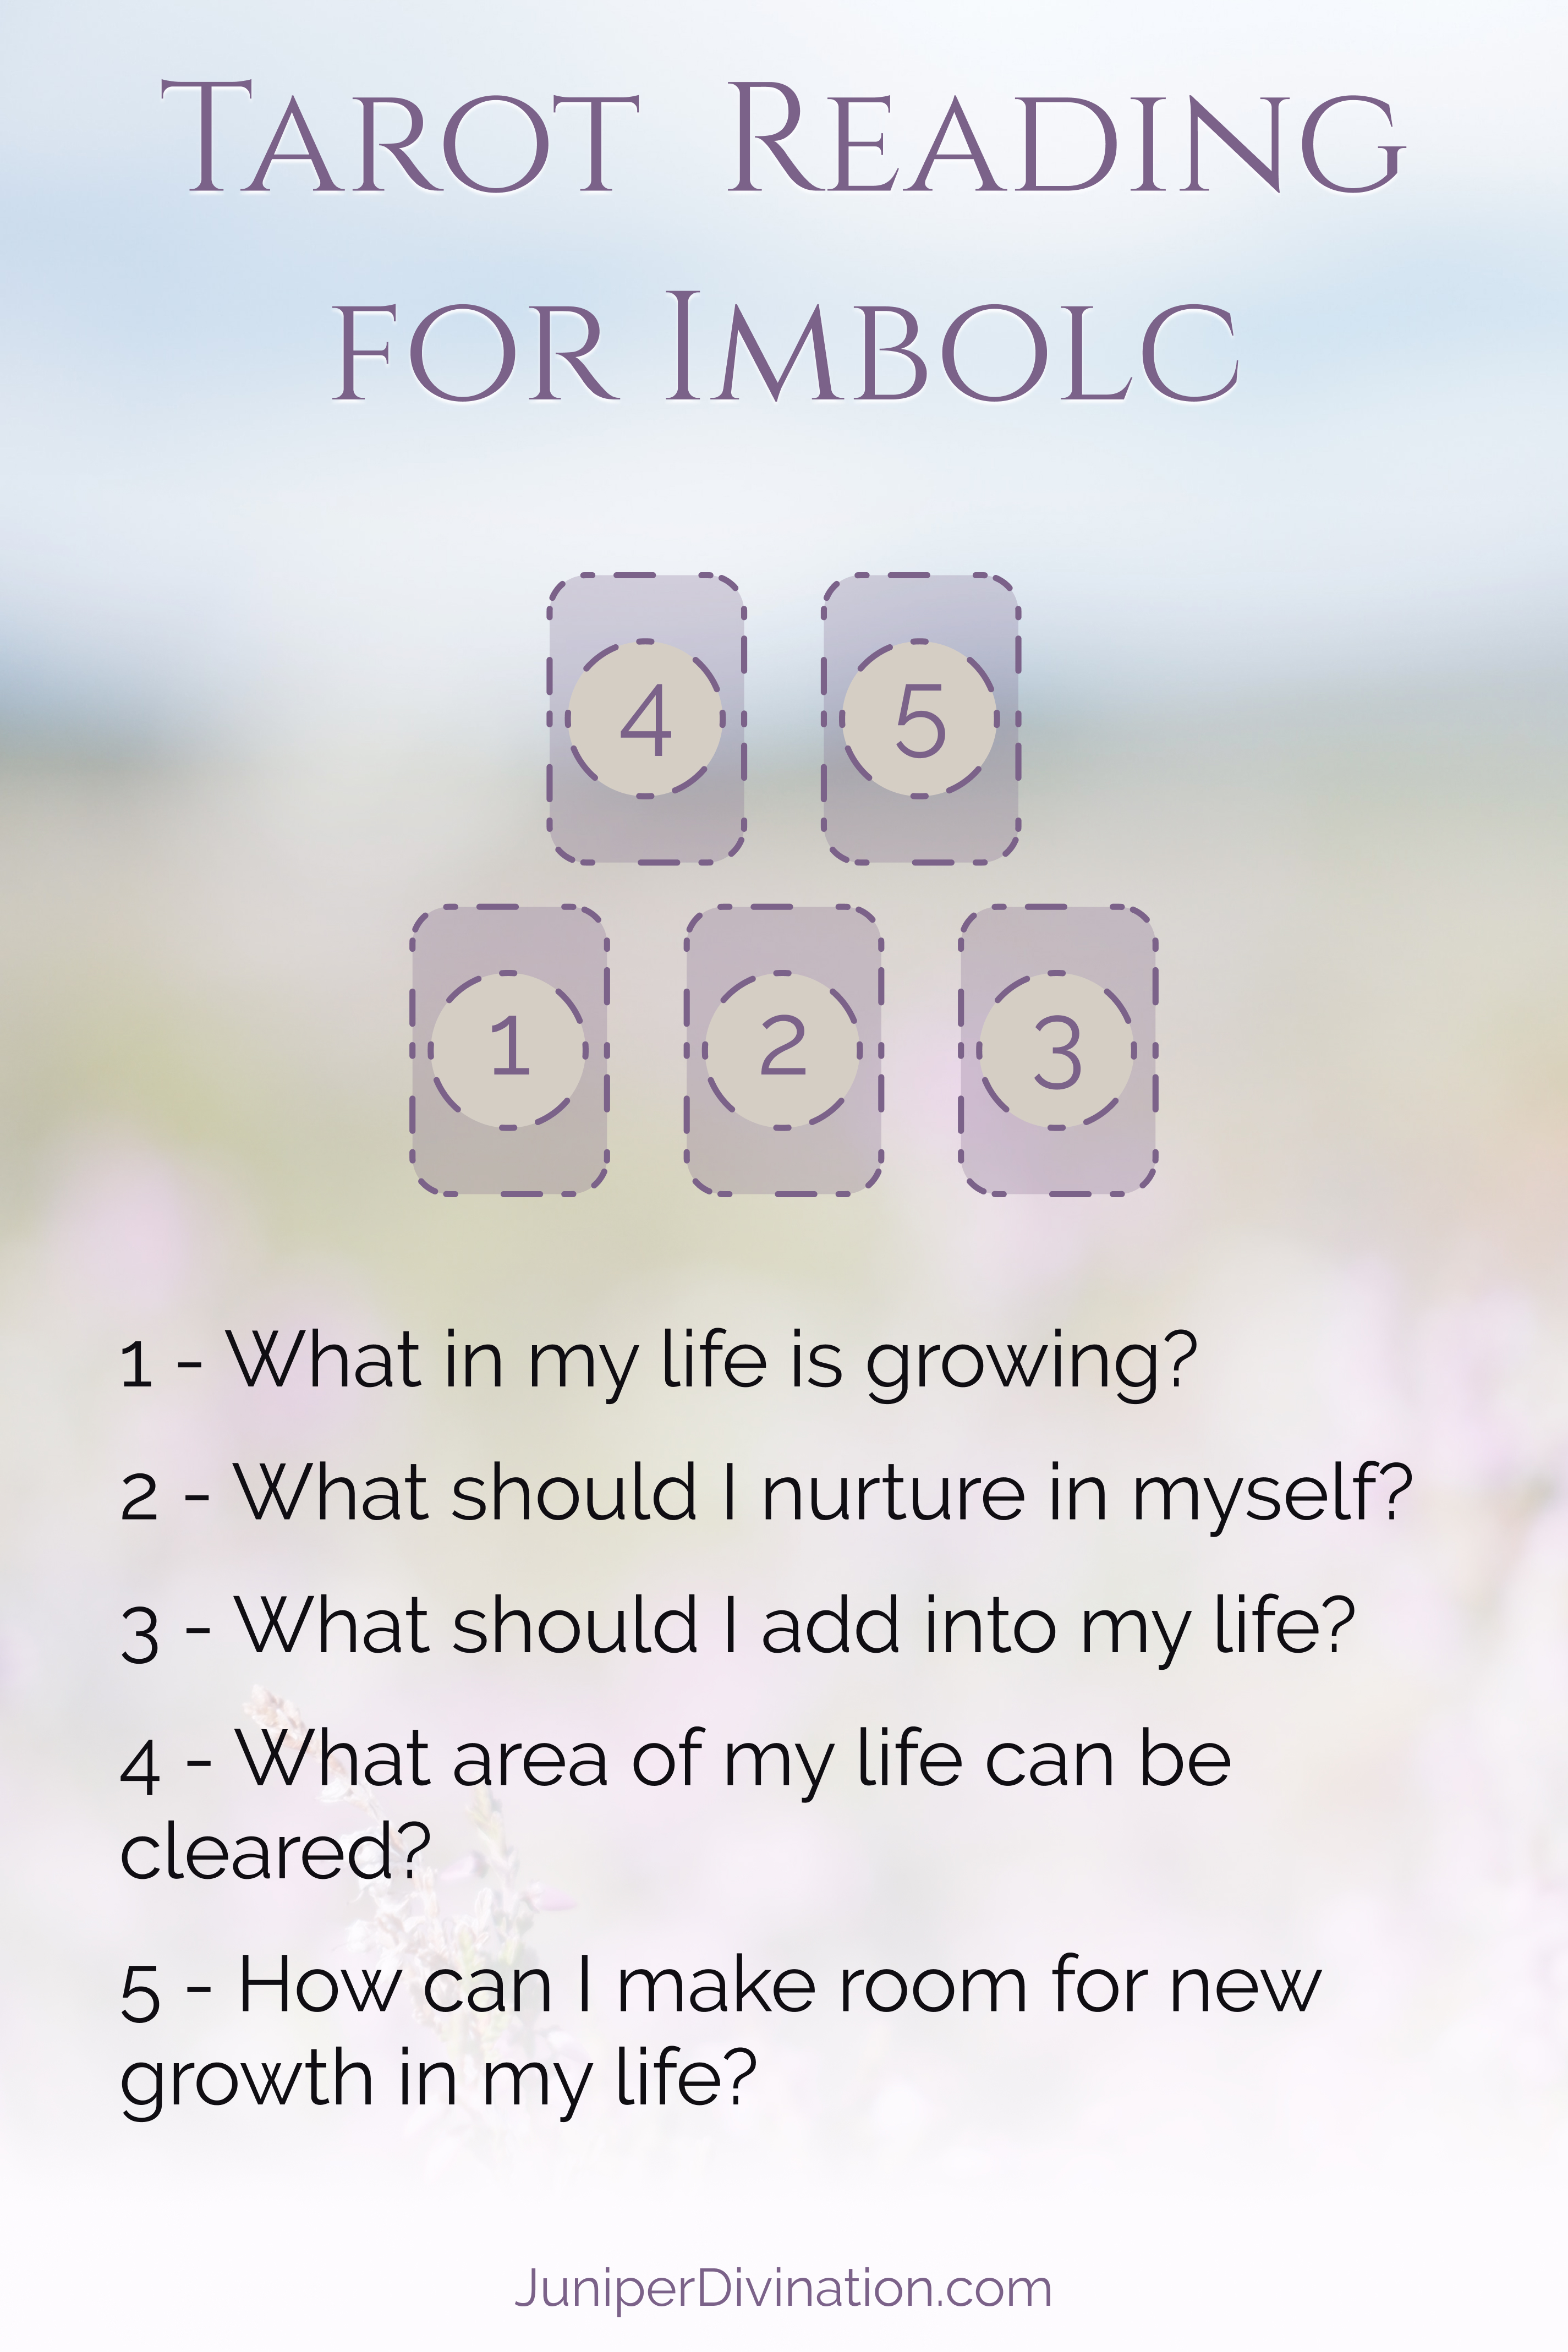 Tarot Reading
for Imbolc
4 5
1 2 3
1 - What in my life is growing?
2 - What should I nurture in myself?
3 - What should I add into my life?
4 - What area of my life can be
cleared?
5 - How can I make room for new
growth in my life?
JuniperDivination.com